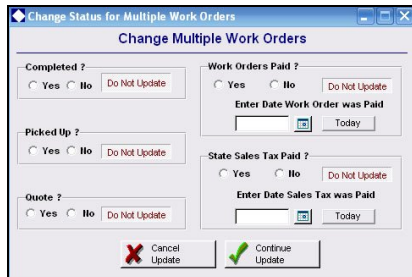 Change Status for Multiple Work Orders
Change Multiple Work Orders
Completed ?
Yes No Do Not Update
Picked Up ?
Yes No Do Not Update
Quote ?
Yes No Do Not Update
Work Orders Paid ?
Yes No Do Not Update
Enter Date Work Order was Paid
Today
State Sales Tax Paid ?
Yes No Do Not Update
Enter Date Sales Tax was Paid
Today
Cancel
Update
Continue
Update